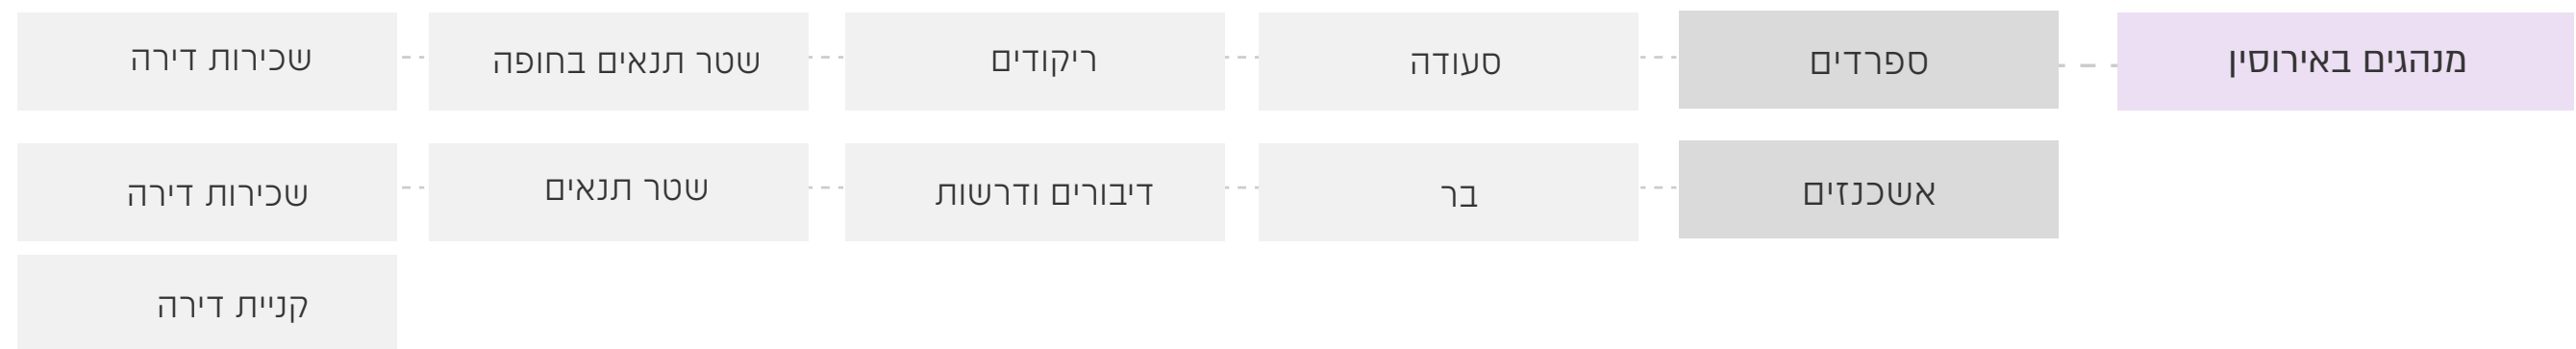 מנהגים באירוסין
ספרדים
סעודה
ריקודים
שטר תנאים בחופה
שכירות דירה
אשכנזים
בר
דיבורים ודרשות
שטר תנאים
שכירות דירה
קניית דירה